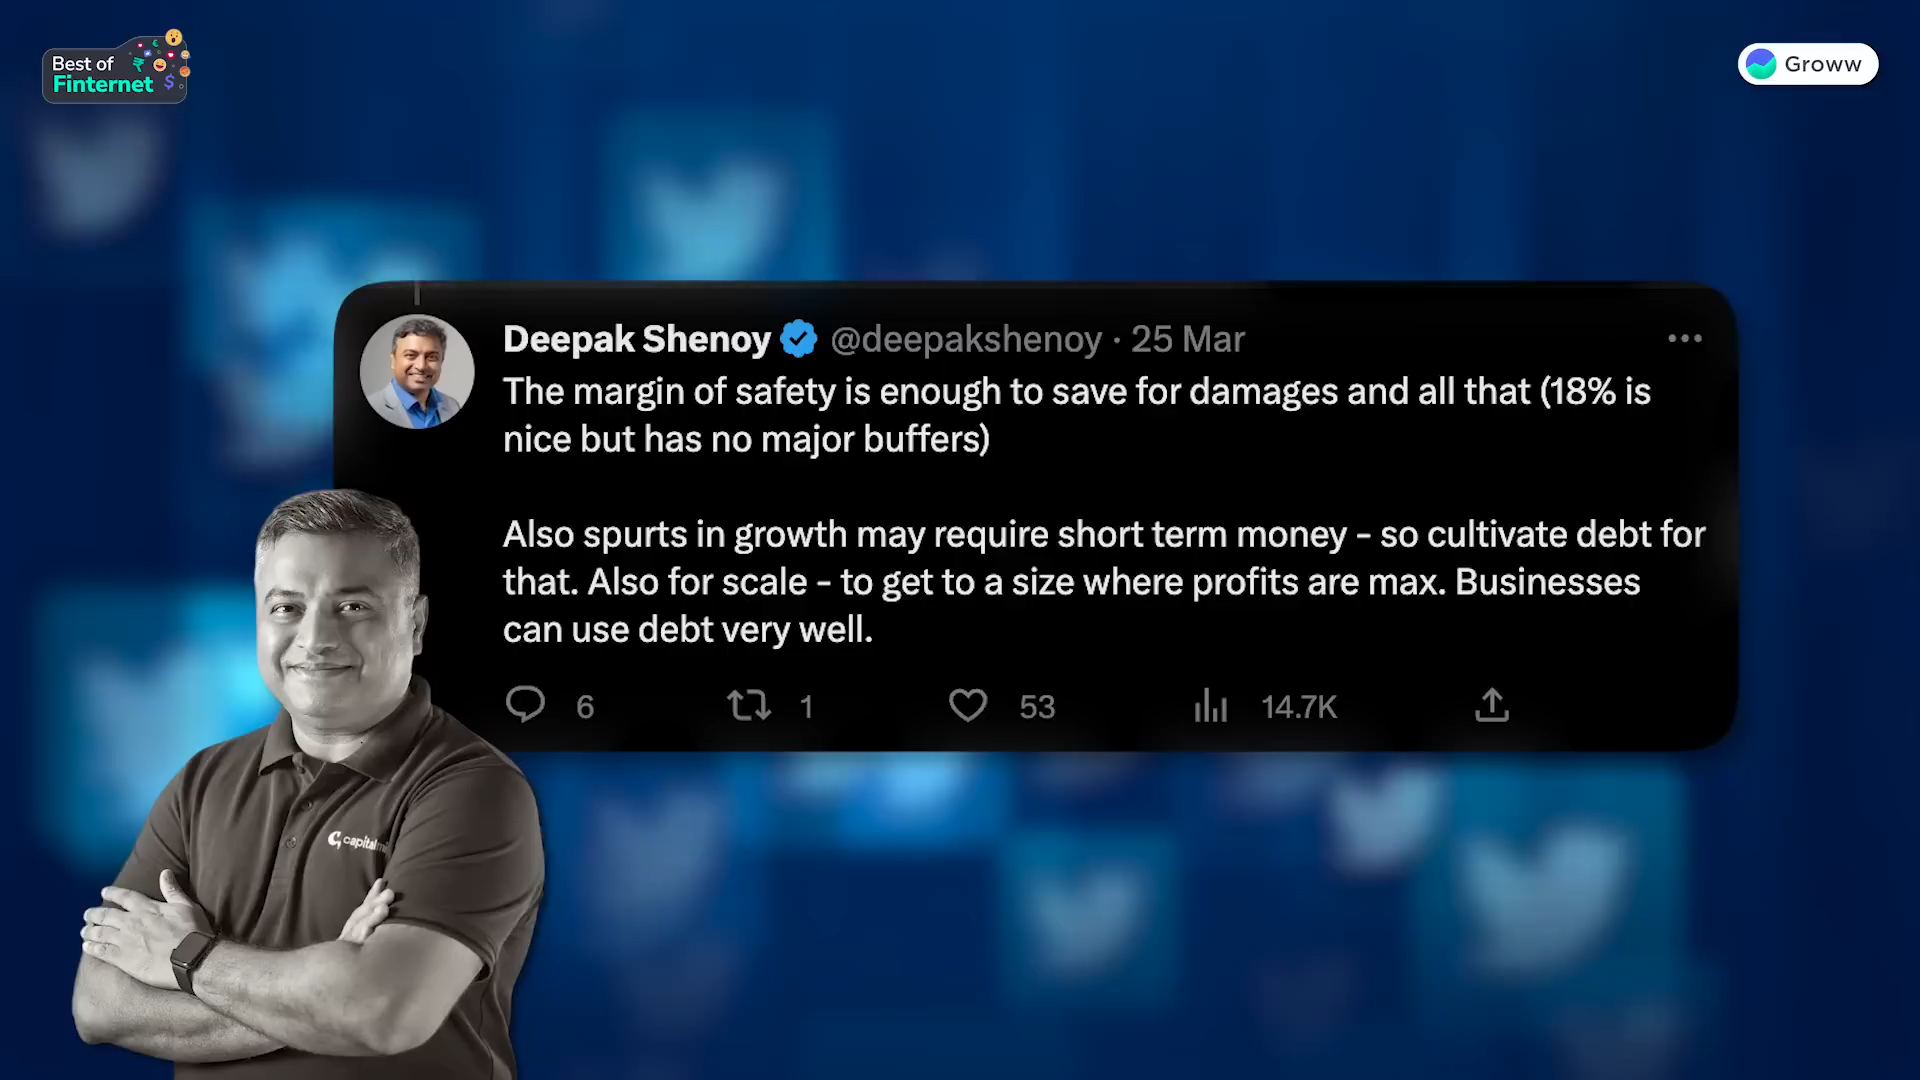 Best of
Finternet
Groww
Deepak Shenoy @deepakshenoy · 25 Mar
The margin of safety is enough to save for damages and all that (18% is
nice but has no major buffers)
Also spurts in growth may require short term money – so cultivate debt for
that. Also for scale – to get to a size where profits are max. Businesses
can use debt very well.
6 1 53 14.7K